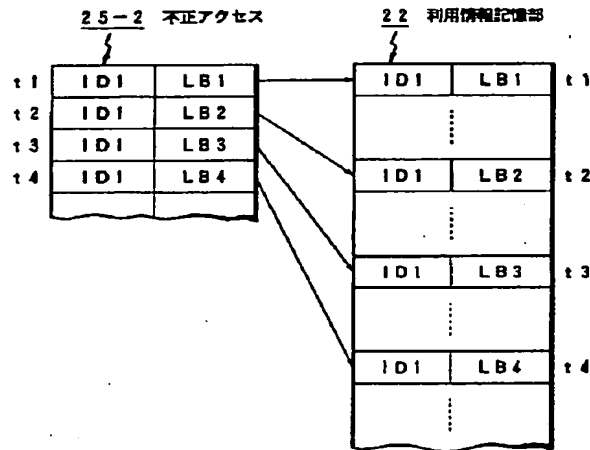 25-2 不正アクセス
t1 ID1 LB1
t2 ID1 LB2
t3 ID1 LB3
t4 ID1 LB4
22 利用情報記憶部
ID1 LB1 t1
ID1 LB2 t2
ID1 LB3 t3
ID1 LB4 t4